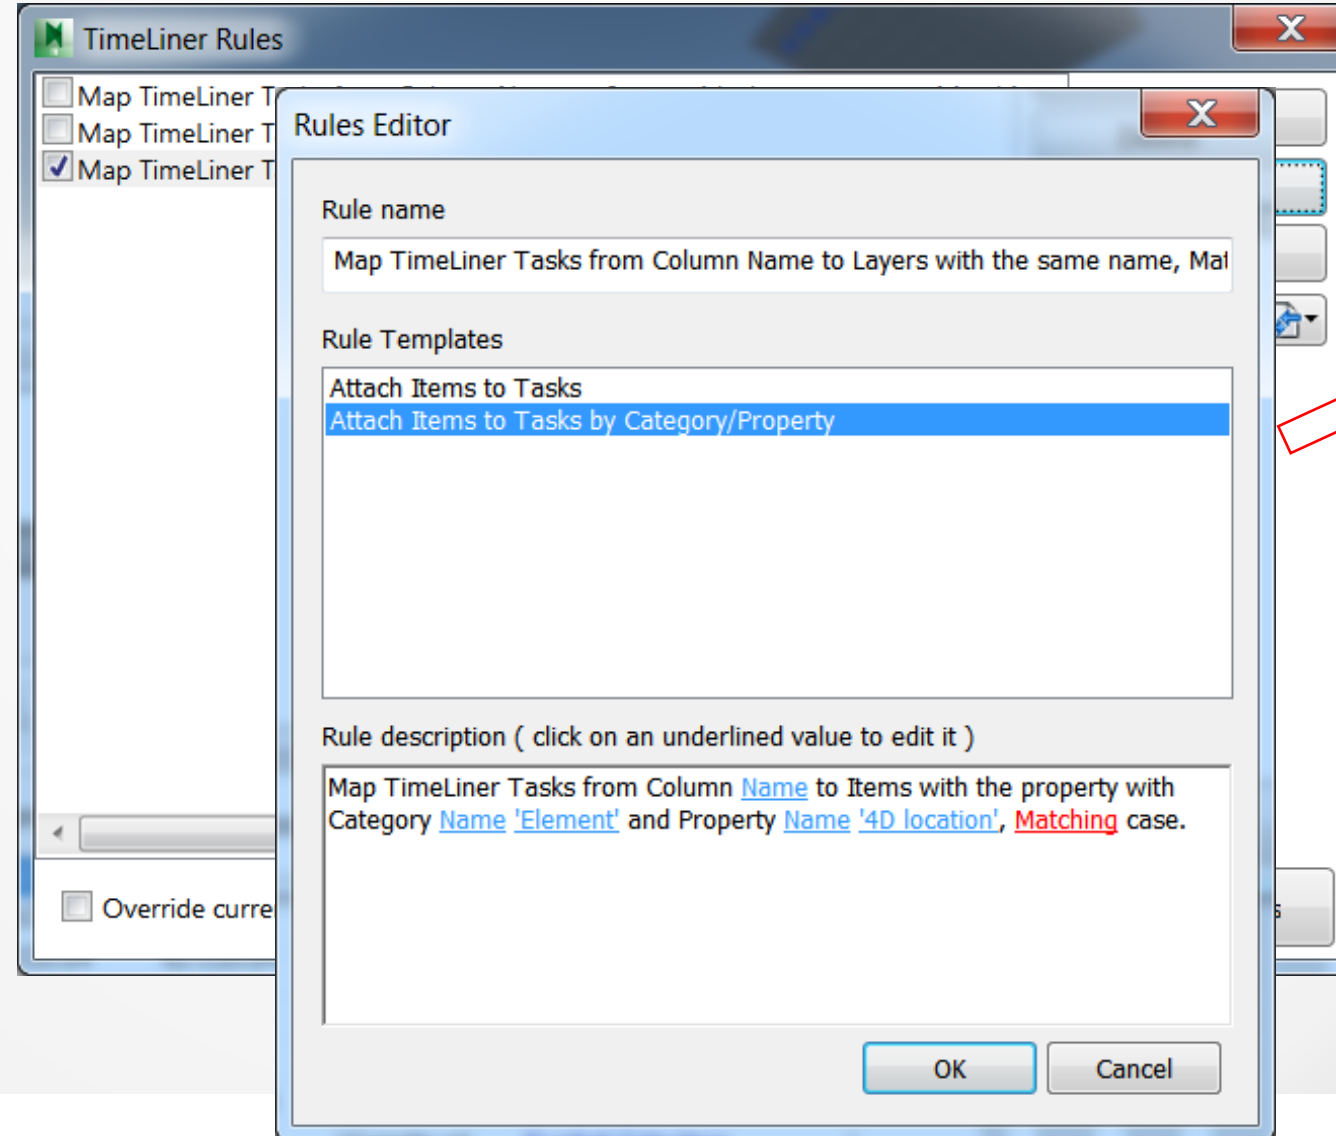 TimeLiner Rules
Map TimeLiner T
Map TimeLiner T
Map TimeLiner T
Rules Editor
Rule name
Map TimeLiner Tasks from Column Name to Layers with the same name, Mat
Rule Templates
Attach Items to Tasks
Attach Items to Tasks by Category/Property
Rule description ( click on an underlined value to edit it )
Map TimeLiner Tasks from Column Name to Items with the property with
Category Name 'Element' and Property Name '4D location', Matching case.
Override curre
s
OK
Cancel